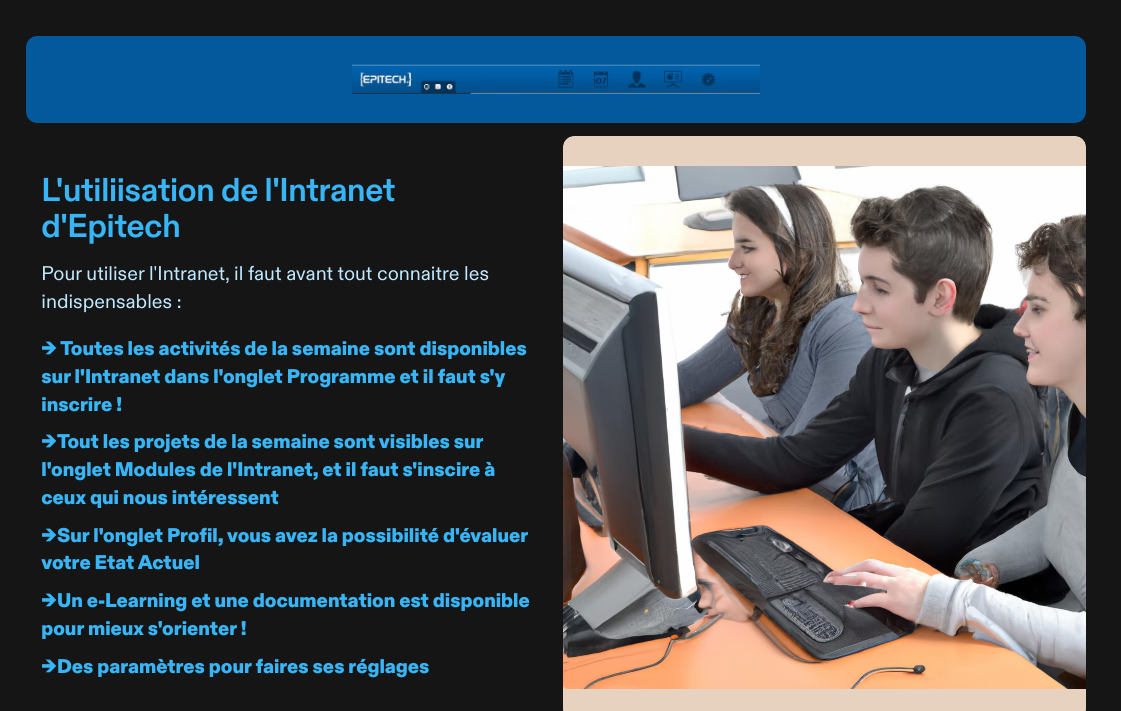 [EPITECH.]
L'utiliisation de l'Intranet
d'Epitech
Pour utiliser l'Intranet, il faut avant tout connaitre les
indispensables :
→ Toutes les activités de la semaine sont disponibles
sur l'Intranet dans l'onglet Programme et il faut s'y
inscrire !
→Tout les projets de la semaine sont visibles sur
l'onglet Modules de l'Intranet, et il faut s'inscire à
ceux qui nous intéressent
→Sur l'onglet Profil, vous avez la possibilité d'évaluer
votre Etat Actuel
→Un e-Learning et une documentation est disponible
pour mieux s'orienter !
→Des paramètres pour faires ses réglages